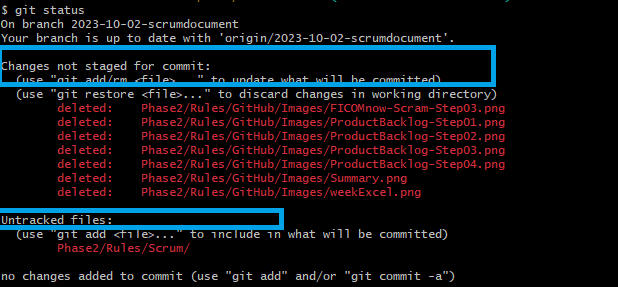 $ git status
On branch 2023-10-02-scrumdocument
Your branch is up to date with 'origin/2023-10-02-scrumdocument'.
Changes not staged for commit:
(use "git add/rm <file>..." to update what will be committed)
(use "git restore <file>..." to discard changes in working directory)
deleted: Phase2/Rules/GitHub/Images/FICOMnow-Scram-Step03.png
deleted: Phase2/Rules/GitHub/Images/ProductBacklog-Step01.png
deleted: Phase2/Rules/GitHub/Images/ProductBacklog-Step02.png
deleted: Phase2/Rules/GitHub/Images/ProductBacklog-Step03.png
deleted: Phase2/Rules/GitHub/Images/ProductBacklog-Step04.png
deleted: Phase2/Rules/GitHub/Images/Summary.png
deleted: Phase2/Rules/GitHub/Images/weekExcel.png
Untracked files:
(use "git add <file>..." to include in what will be committed)
Phase2/Rules/Scrum/
no changes added to commit (use "git add" and/or "git commit -a")